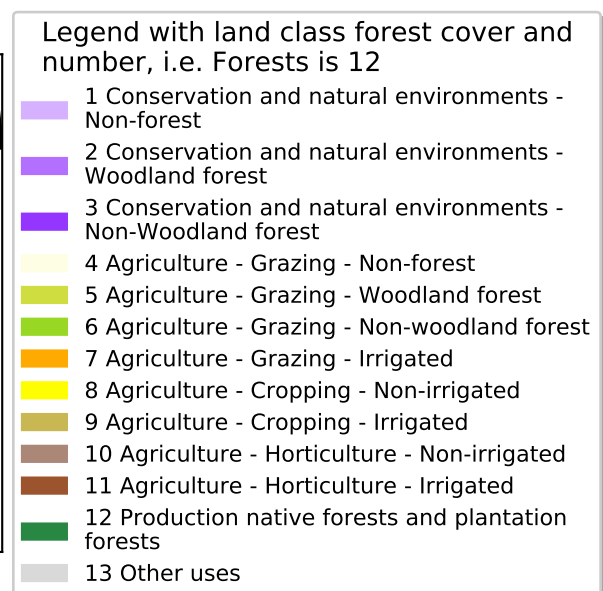 Legend with land class forest cover and
number, i.e. Forests is 12
1 Conservation and natural environments -
Non-forest
2 Conservation and natural environments -
Woodland forest
3 Conservation and natural environments -
Non-Woodland forest
4 Agriculture - Grazing - Non-forest
5 Agriculture - Grazing - Woodland forest
6 Agriculture - Grazing - Non-woodland forest
7 Agriculture - Grazing - Irrigated
8 Agriculture - Cropping - Non-irrigated
9 Agriculture - Cropping - Irrigated
10 Agriculture - Horticulture - Non-irrigated
11 Agriculture - Horticulture - Irrigated
12 Production native forests and plantation
forests
13 Other uses